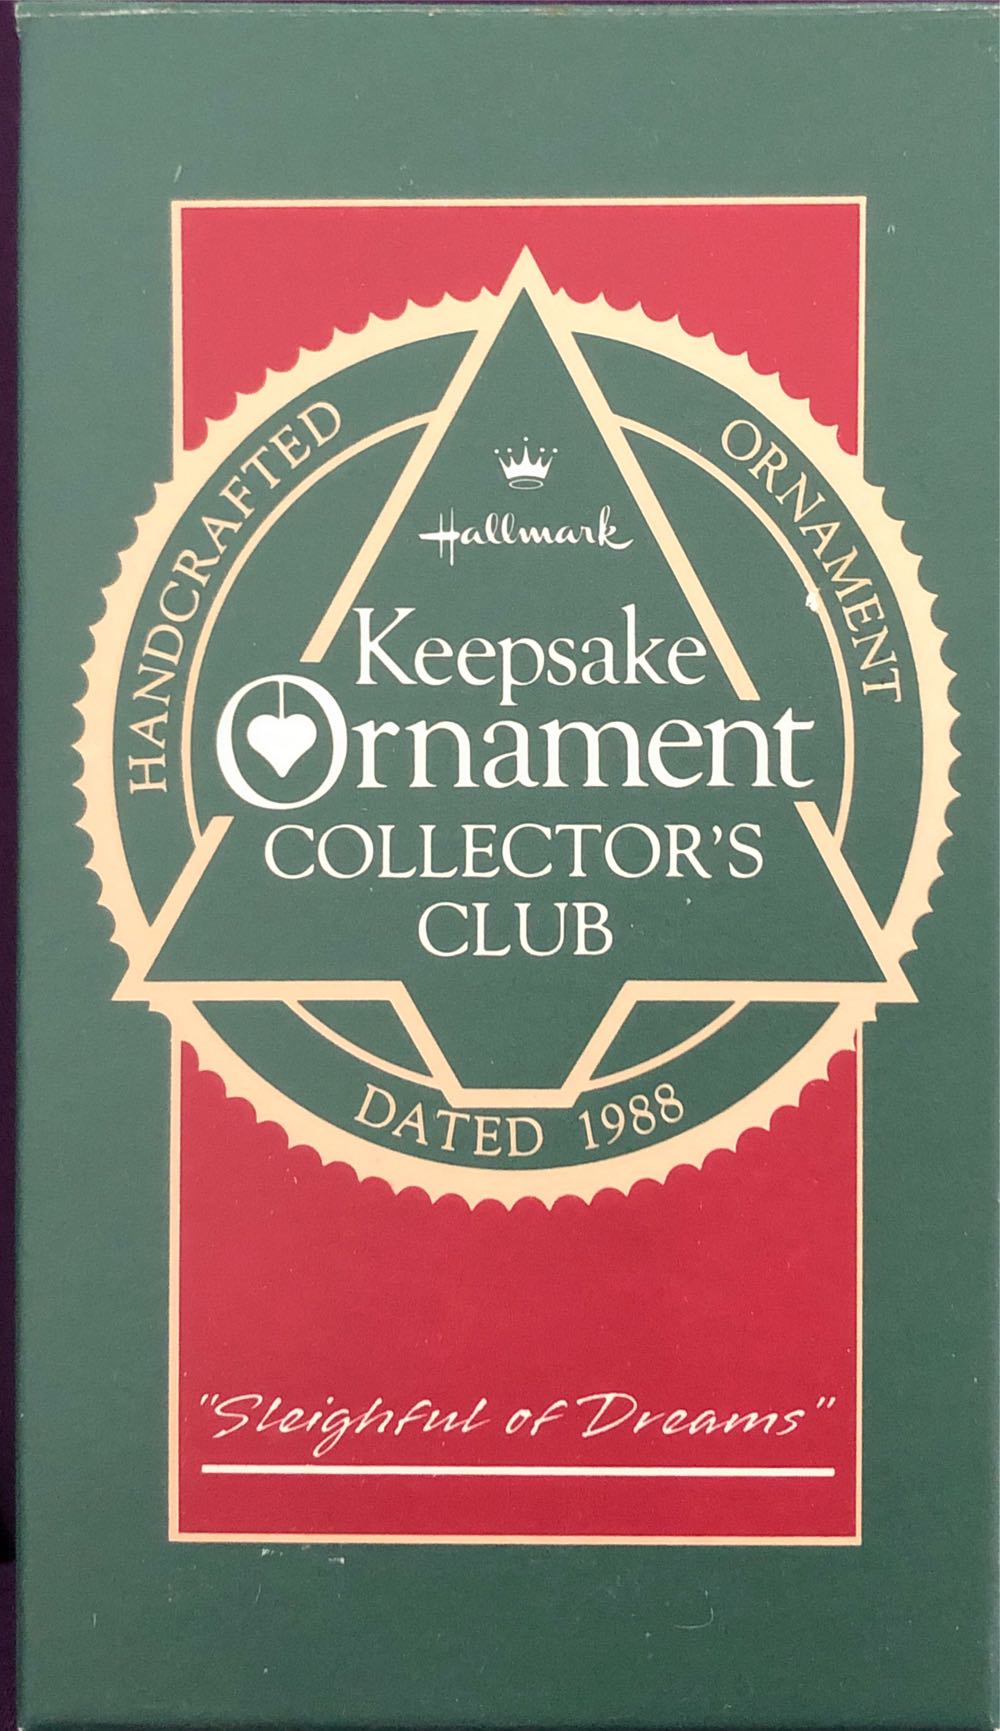 HANDCRAFTED
ORNAMENT
Hallmark
Keepsake
Ornament
COLLECTOR'S
CLUB
DATED 1988
"Sleighful of Dreams"